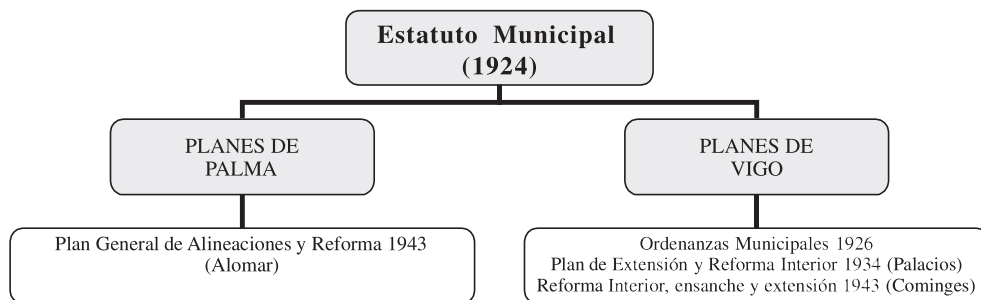 Estatuto Municipal
(1924)
PLANES DE
PALMA
PLANES DE
VIGO
Plan General de Alineaciones y Reforma 1943
(Alomar)
Ordenanzas Municipales 1926
Plan de Extensión y Reforma Interior 1934 (Palacios)
Reforma Interior, ensanche y extensión 1943 (Cominges)